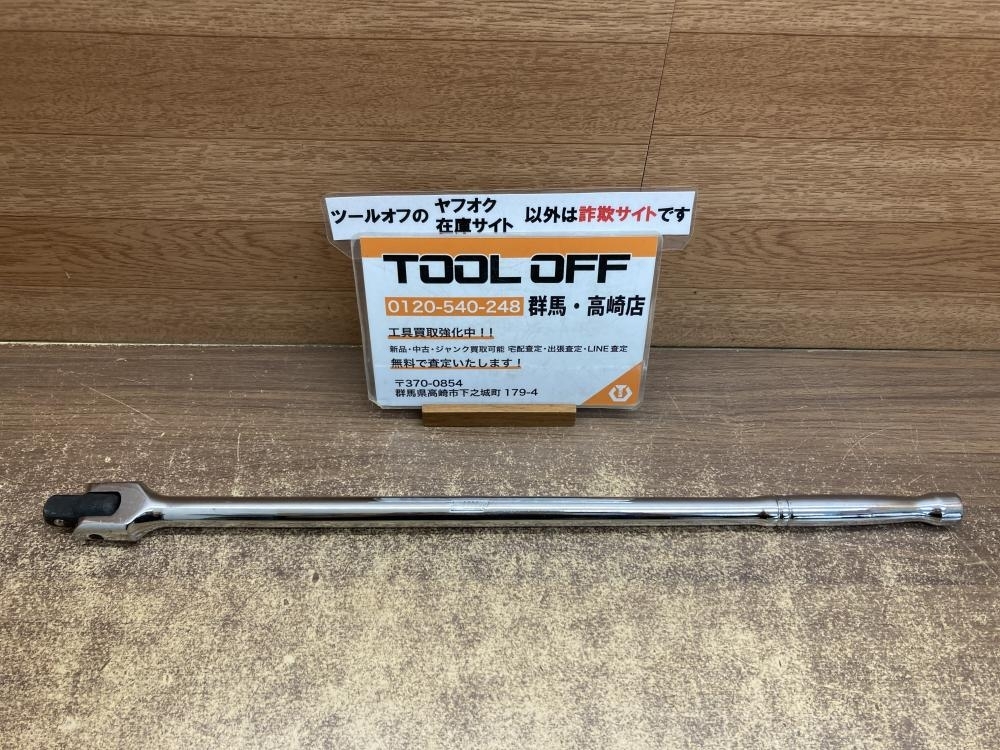 ツールオフの ヤフオク 在庫サイト 以外は詐欺サイトです
TOOL OFF
0120-540-248 群馬・高崎店
工具買取強化中!!
新品・中古・ジャンク買取可能 宅配査定・出張査定・LINE査定
無料で査定いたします!
〒370-0854
群馬県高崎市下之城町 179-4